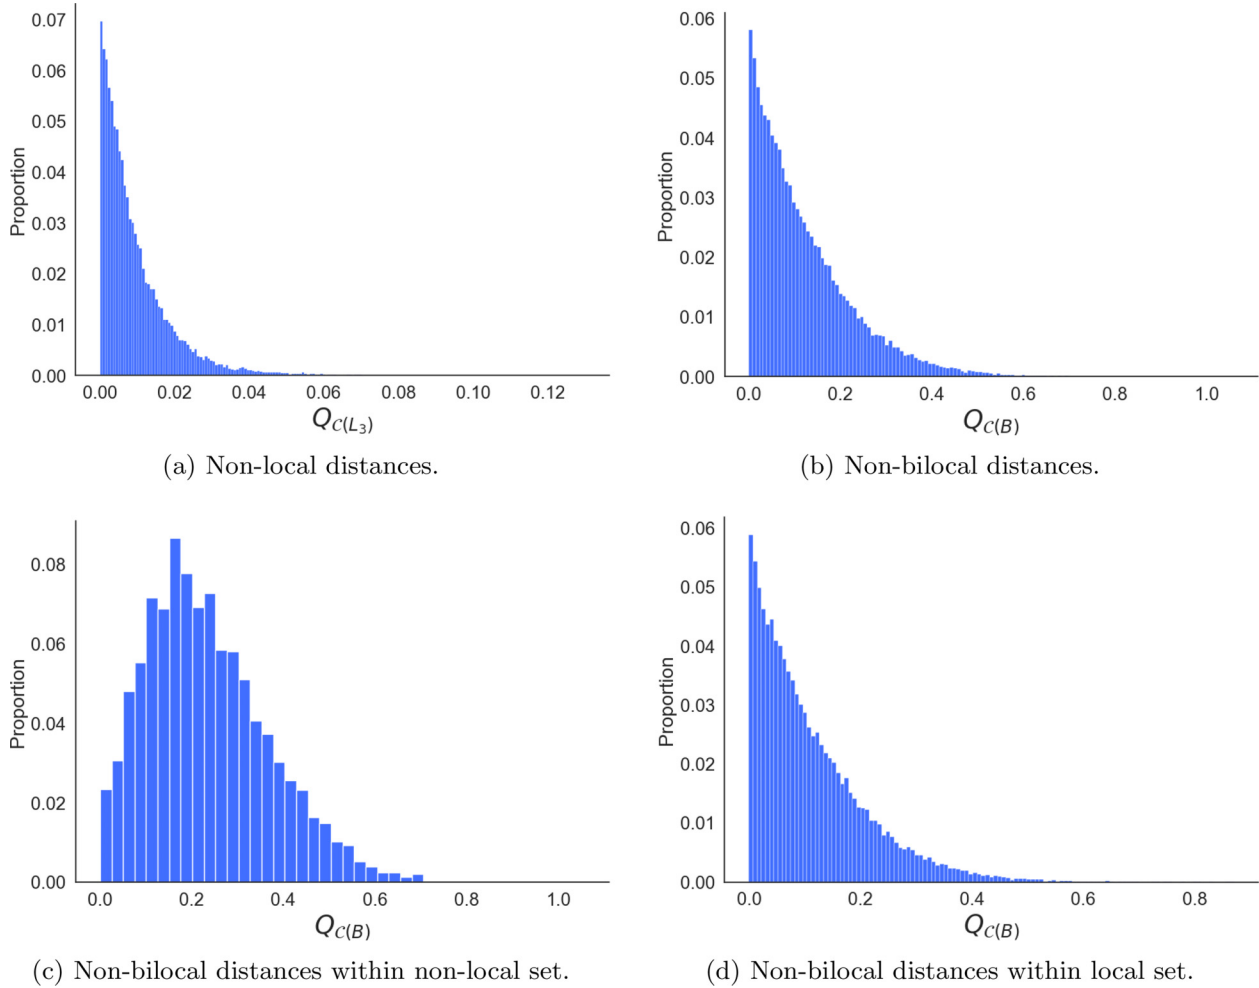 0.07
0.06
0.05
0.04
0.03
0.02
0.01
0.00
Proportion
0.00 0.02 0.04 0.06 0.08 0.10 0.12
Q_{C(L_3)}
(a) Non-local distances.
0.06
0.05
0.04
0.03
0.02
0.01
0.00
Proportion
0.0 0.2 0.4 0.6 0.8 1.0
Q_{C(B)}
(b) Non-bilocal distances.
0.08
0.06
0.04
0.02
0.00
Proportion
0.0 0.2 0.4 0.6 0.8 1.0
Q_{C(B)}
(c) Non-bilocal distances within non-local set.
0.06
0.05
0.04
0.03
0.02
0.01
0.00
Proportion
0.0 0.2 0.4 0.6 0.8
Q_{C(B)}
(d) Non-bilocal distances within local set.